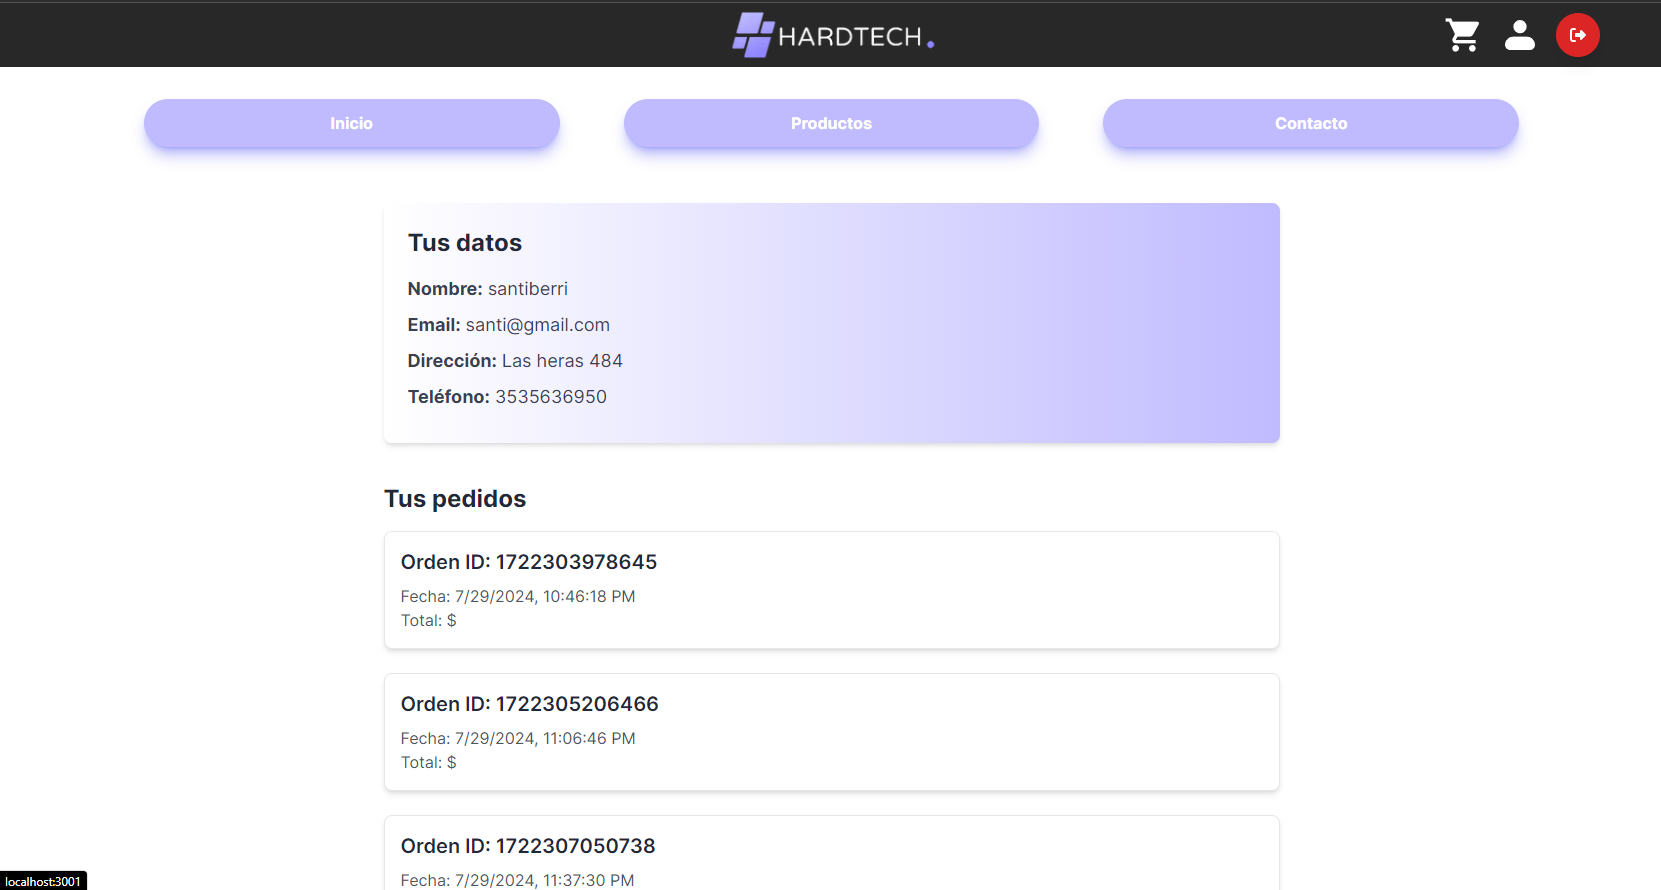 HARDTECH.
Inicio
Productos
Contacto
Tus datos
Nombre: santiberri
Email: santi@gmail.com
Dirección: Las heras 484
Teléfono: 3535636950
Tus pedidos
Orden ID: 1722303978645
Fecha: 7/29/2024, 10:46:18 PM
Total: $
Orden ID: 1722305206466
Fecha: 7/29/2024, 11:06:46 PM
Total: $
Orden ID: 1722307050738
Fecha: 7/29/2024, 11:37:30 PM
localhost:3001